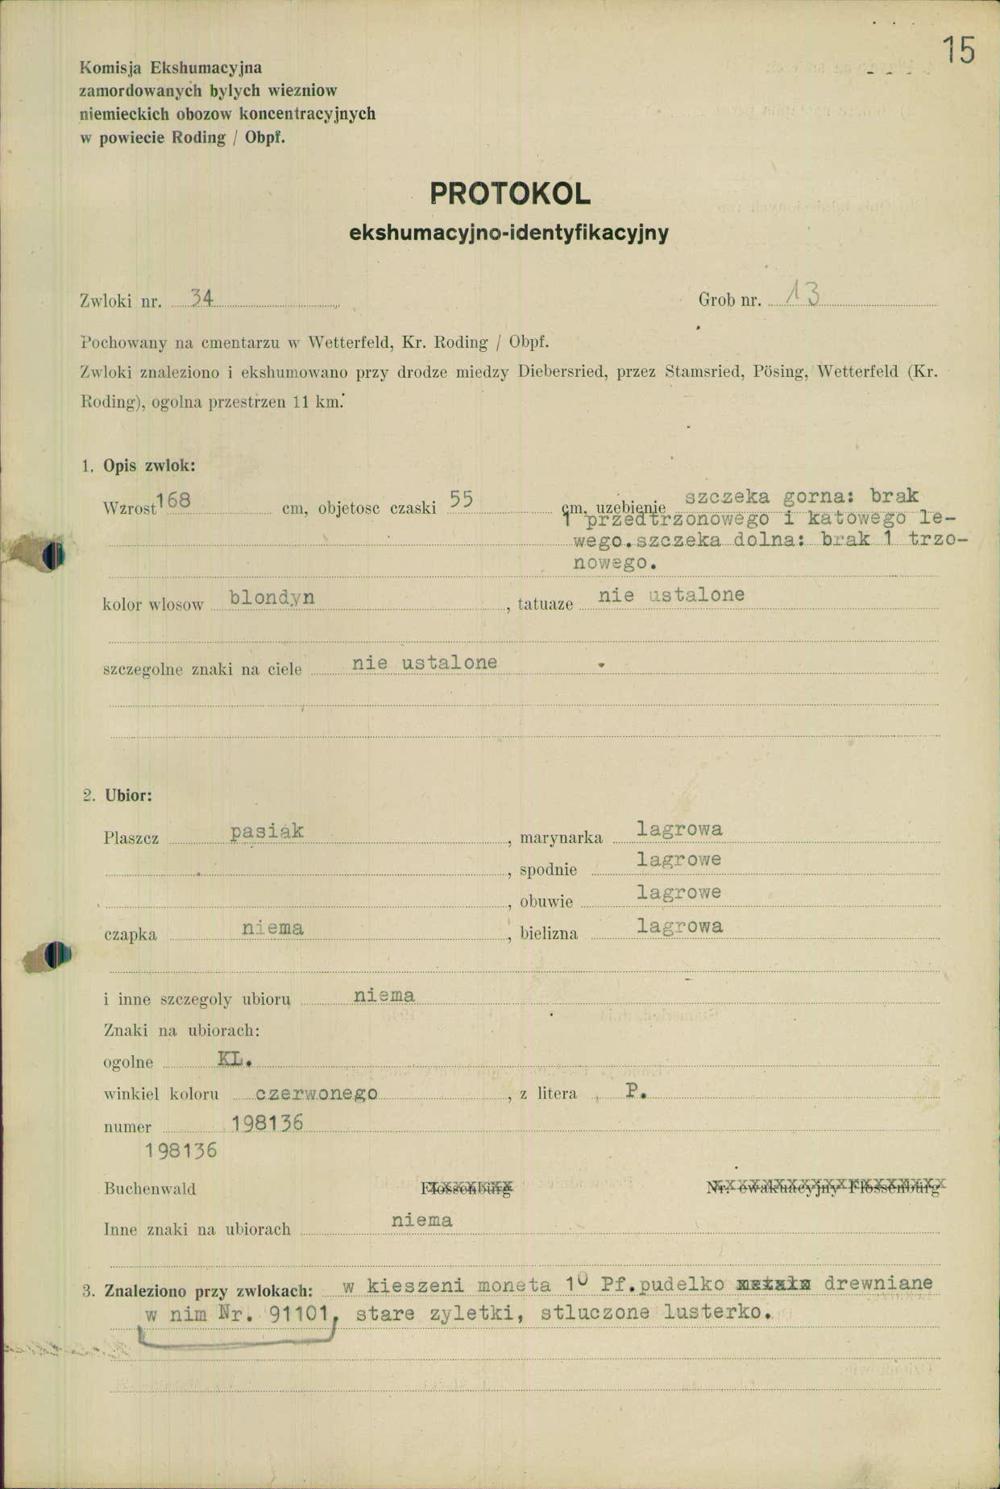 15
Komisja Ekshumacyjna
zamordowanych bylych wiezniow
niemieckich obozow koncentracyjnych
w powiecie Roding / Obpf.
PROTOKOL
ekshumacyjno-identyfikacyjny
Zwloki nr. 34 Grob nr. 13
Pochowany na cmentarzu w Wetterfeld, Kr. Roding / Obpf.
Zwloki znaleziono i ekshumowano przy drodze miedzy Diebersried, przez Stamsried, Pösing, Wetterfeld (Kr.
Roding), ogolna przestrzen 11 km.
1. Opis zwlok:
Wzrost 168 cm, objetosc czaski 55 cm, uzebienie szczeka gorna: brak
1 przedtrzonowego i katowego le-
wego.szczeka dolna: brak 1 trzo-
nowego.
kolor wlosow blondyn, tatuaze nie ustalone
szczegolne znaki na ciele nie ustalone
2. Ubior:
Plaszcz pasiak, marynarka lagrowa
, spodnie lagrowe
, obuwie lagrowe
czapka niema, bielizna lagrowa
i inne szczegoly ubioru niema
Znaki na ubiorach:
ogolne KL.
winkiel koloru czerwonego, z litera P.
numer 198136
198136
Buchenwald Flossenburg Nr. ewakuacyjny Flossenburg
Inne znaki na ubiorach niema
3. Znaleziono przy zwlokach: w kieszeni moneta 10 Pf.pudelko drewniane
w nim Nr. 91101, stare zyletki, stluczone lusterko.